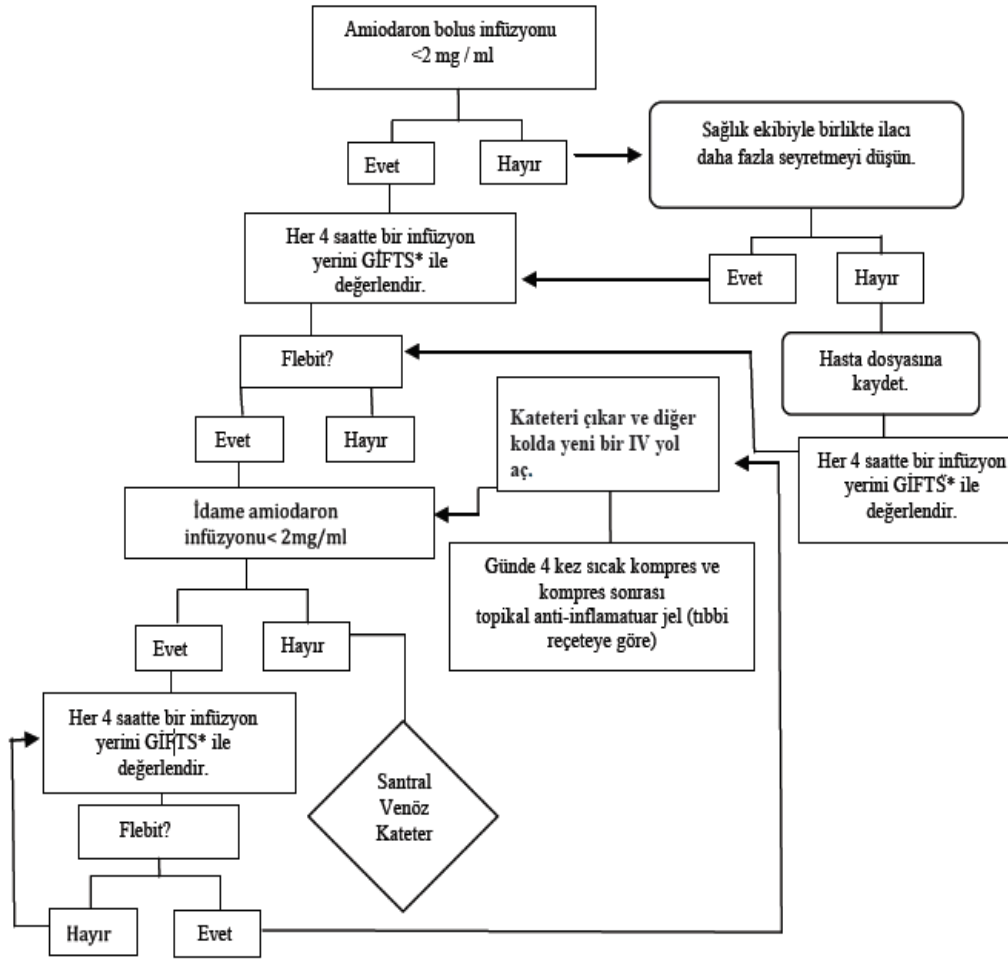 Amiodaron bolus infüzyonu
<2 mg / ml
Evet
Hayır
Sağlık ekibiyle birlikte ilacı
daha fazla seyretmeyi düşün.
Her 4 saatte bir infüzyon
yerini GİFTS* ile
değerlendir.
Evet
Hayır
Flebit?
Hasta dosyasına
kaydet.
Evet
Hayır
Kateteri çıkar ve diğer
kolda yeni bir IV yol
aç.
Her 4 saatte bir infüzyon
yerini GİFTS* ile
değerlendir.
İdame amiodaron
infüzyonu< 2mg/ml
Günde 4 kez sıcak kompres ve
kompres sonrası
topikal anti-inflamatuar jel (tıbbi
reçeteye göre)
Evet
Hayır
Her 4 saatte bir infüzyon
yerini GİFTS* ile
değerlendir.
Santral
Venöz
Kateter
Flebit?
Hayır
Evet